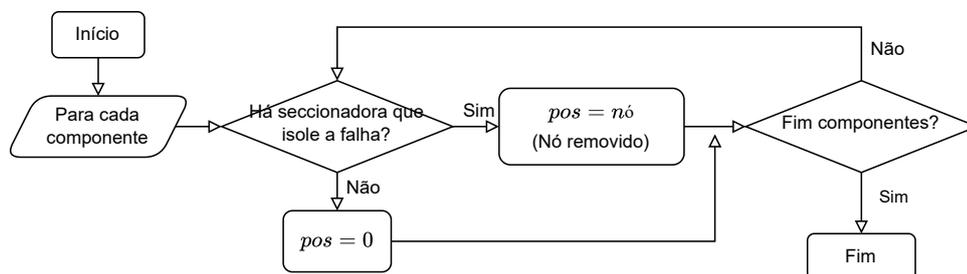 Início
Não
Para cada
componente
Há seccionadora que
isole a falha?
Sim
pos = nó
(Nó removido)
Fim componentes?
Não
Sim
pos = 0
Fim